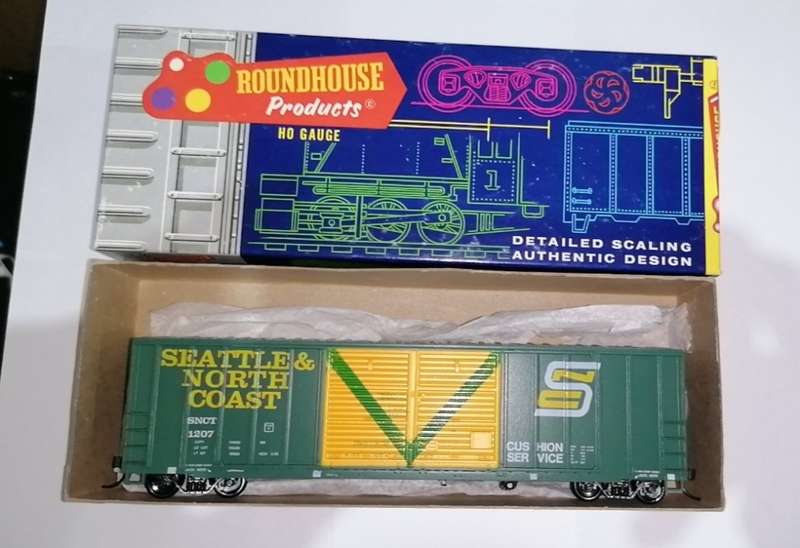 ROUNDHOUSE
Products©
HO GAUGE
1
DETAILED SCALING
AUTHENTIC DESIGN
SEATTLE &
NORTH
COAST
SNCT
1207
CUSHION
SERVICE